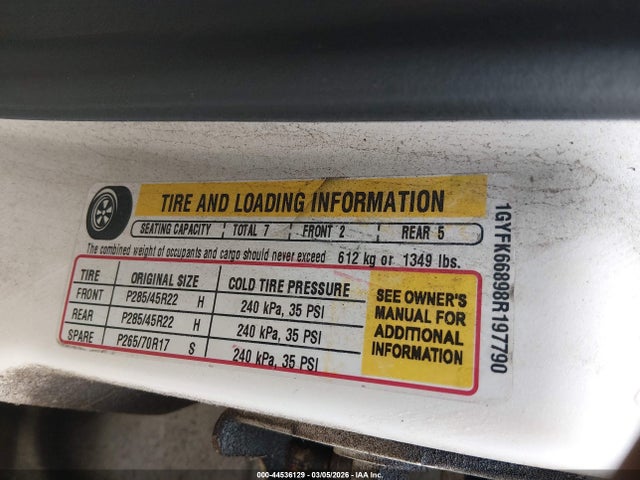 TIRE AND LOADING INFORMATION
SEATING CAPACITY TOTAL 7 FRONT 2 REAR 5
The combined weight of occupants and cargo should never exceed 612 kg or 1349 lbs.
TIRE ORIGINAL SIZE COLD TIRE PRESSURE
FRONT P285/45R22 H 240 kPa, 35 PSI
REAR P285/45R22 H 240 kPa, 35 PSI
SPARE P265/70R17 S 240 kPa, 35 PSI
SEE OWNER'S
MANUAL FOR
ADDITIONAL
INFORMATION
1GYFK66898R197790
000-44536129 - 03/05/2026 - IAAI, Inc.